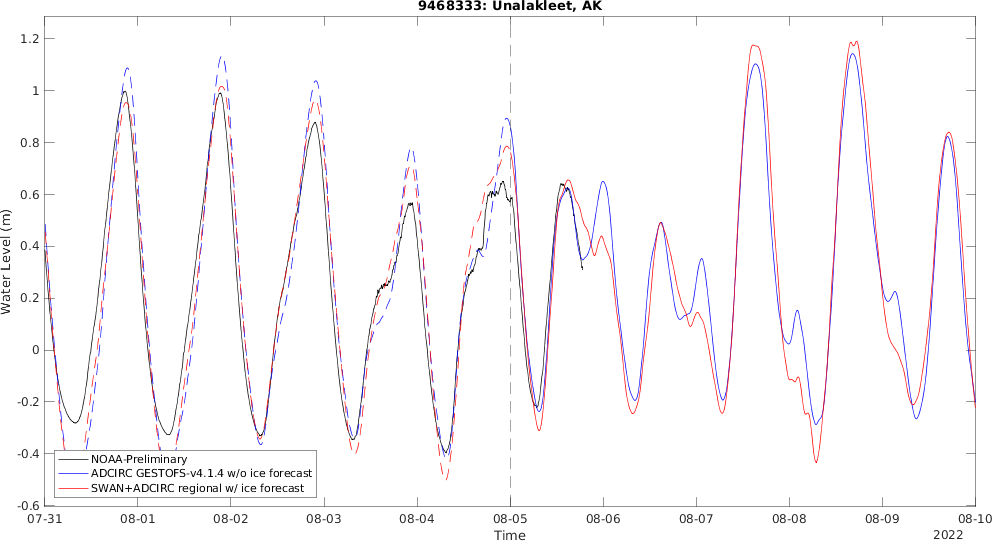 9468333: Unalakleet, AK
Water Level (m)
1.2
1
0.8
0.6
0.4
0.2
0
-0.2
-0.4
-0.6
NOAA-Preliminary
ADCIRC GESTOFS-v4.1.4 w/o ice forecast
SWAN+ADCIRC regional w/ ice forecast
07-31 08-01 08-02 08-03 08-04 08-05 08-06 08-07 08-08 08-09 08-10
Time
2022